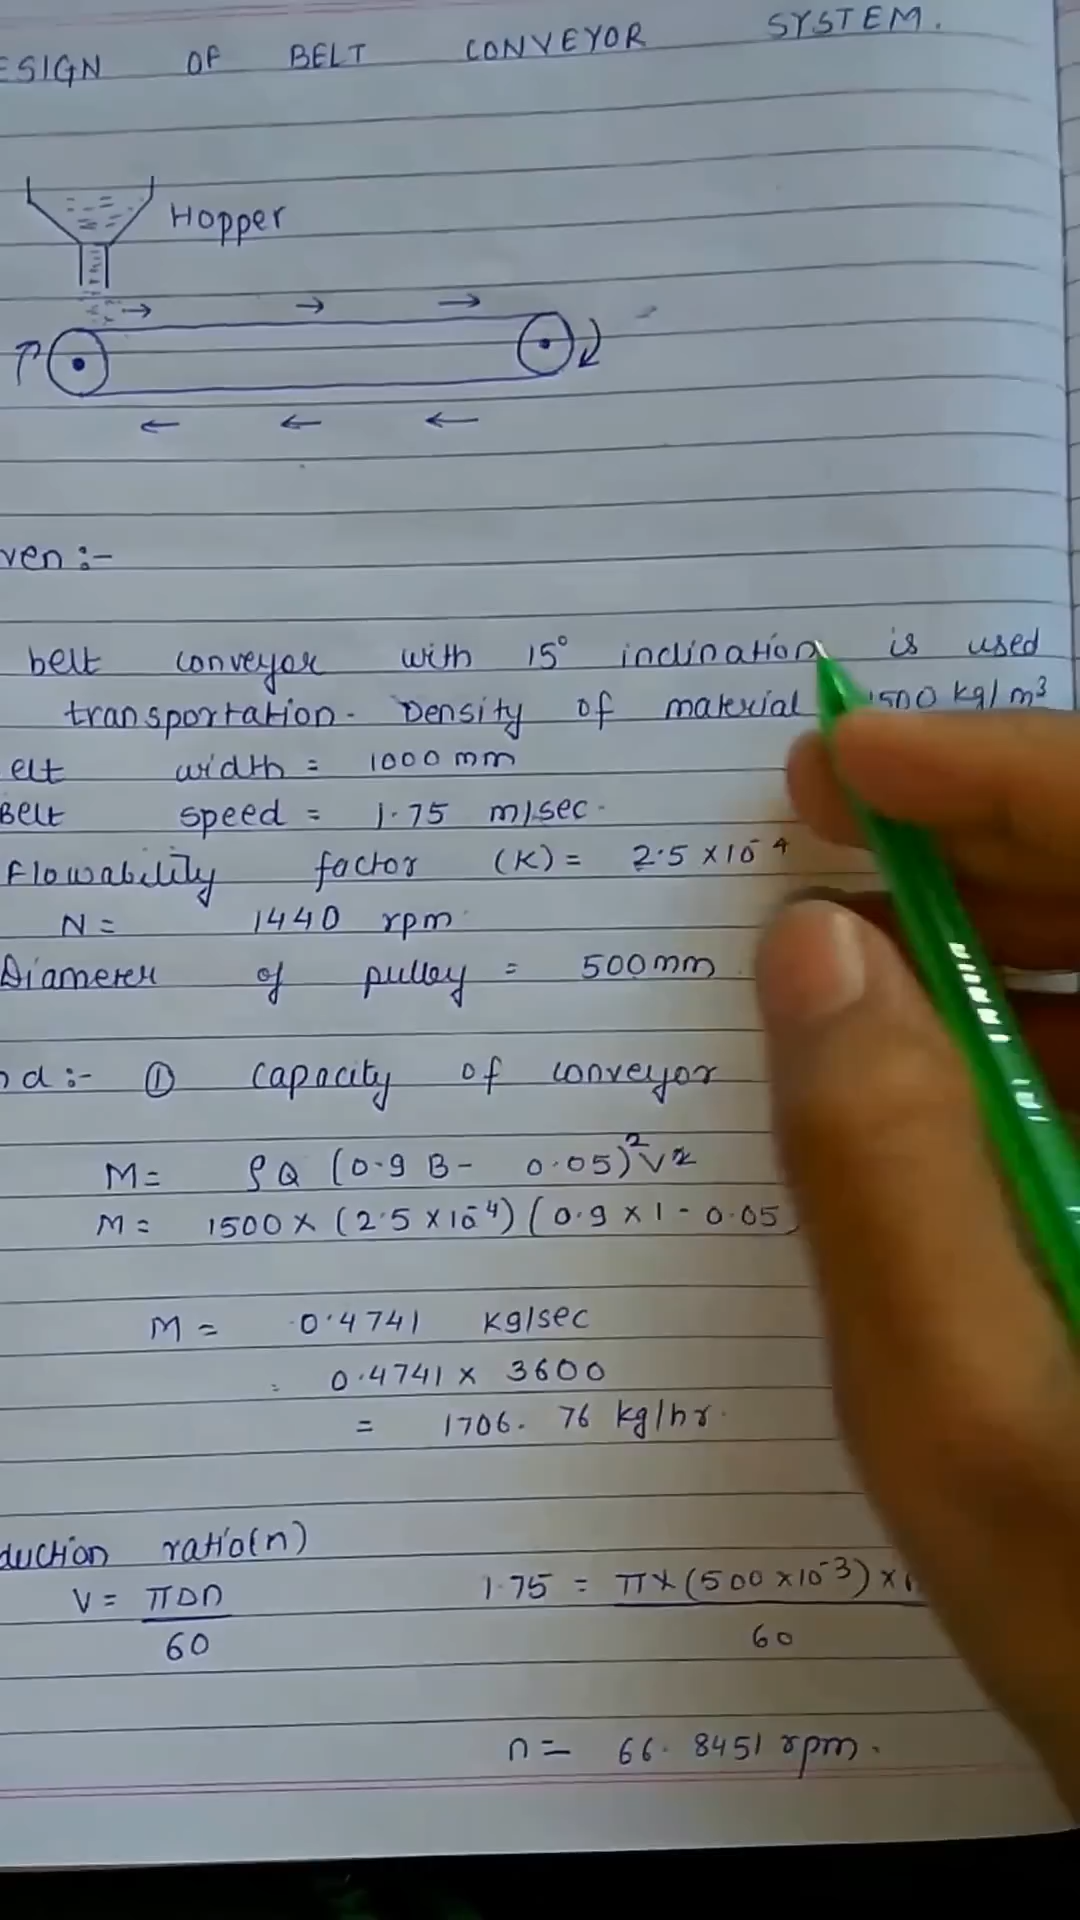 ESIGN OF BELT CONVEYOR SYSTEM.
Hopper
ven :-
belt conveyor with 15° inclination is used
transportation. Density of material 1500 kg/m³
elt width = 1000 mm
Belt speed = 1.75 m/sec.
Flowability factor (K) = 2.5 × 10⁻⁴
N = 1440 rpm.
Diameter of pulley = 500mm
nd :- ① Capacity of conveyor
M = ρQ (0.9 B - 0.05)² V
M = 1500 × (2.5 × 10⁻⁴) (0.9 × 1 - 0.05
M = 0.4741 kg/sec
= 0.4741 × 3600
= 1706.76 kg/hr.
duction ratio(n)
V = πDn / 60 1.75 = π × (500 × 10⁻³) × / 60
n = 66.8451 rpm.